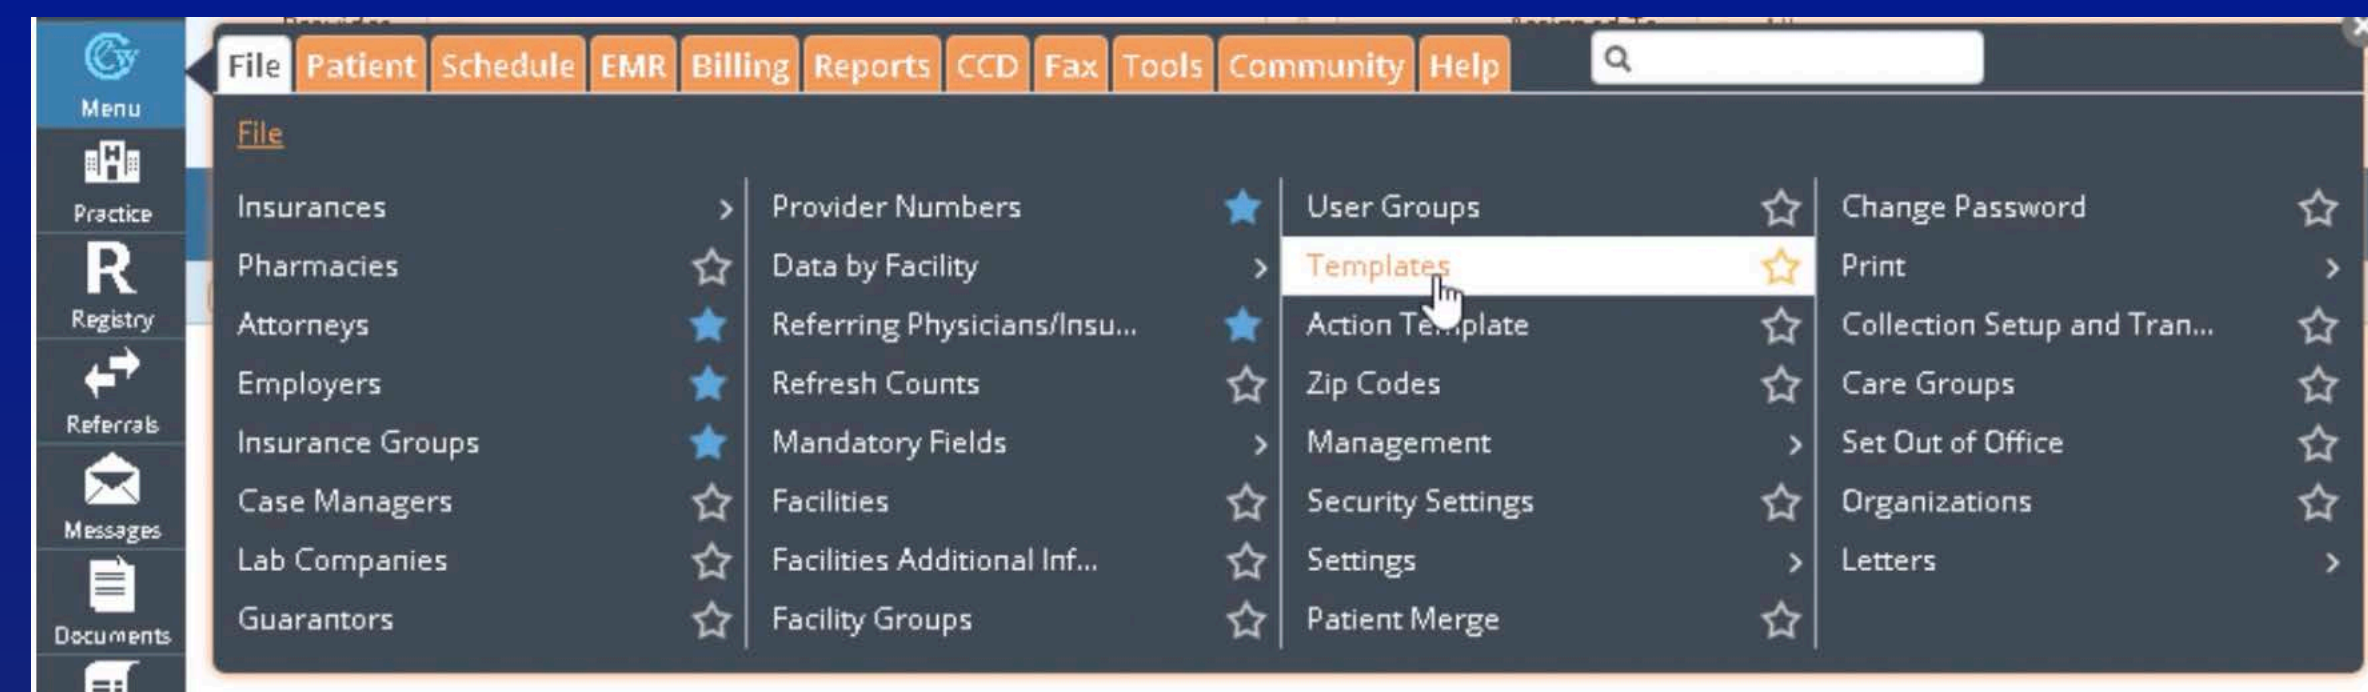 File Patient Schedule EMR Billing Reports CCD Fax Tools Community Help
Menu
Practice
Registry
Referrals
Messages
Documents
File
Insurances
Pharmacies
Attorneys
Employers
Insurance Groups
Case Managers
Lab Companies
Guarantors
Provider Numbers
Data by Facility
Referring Physicians/Insu...
Refresh Counts
Mandatory Fields
Facilities
Facilities Additional Inf...
Facility Groups
User Groups
Templates
Action Template
Zip Codes
Management
Security Settings
Settings
Patient Merge
Change Password
Print
Collection Setup and Tran...
Care Groups
Set Out of Office
Organizations
Letters